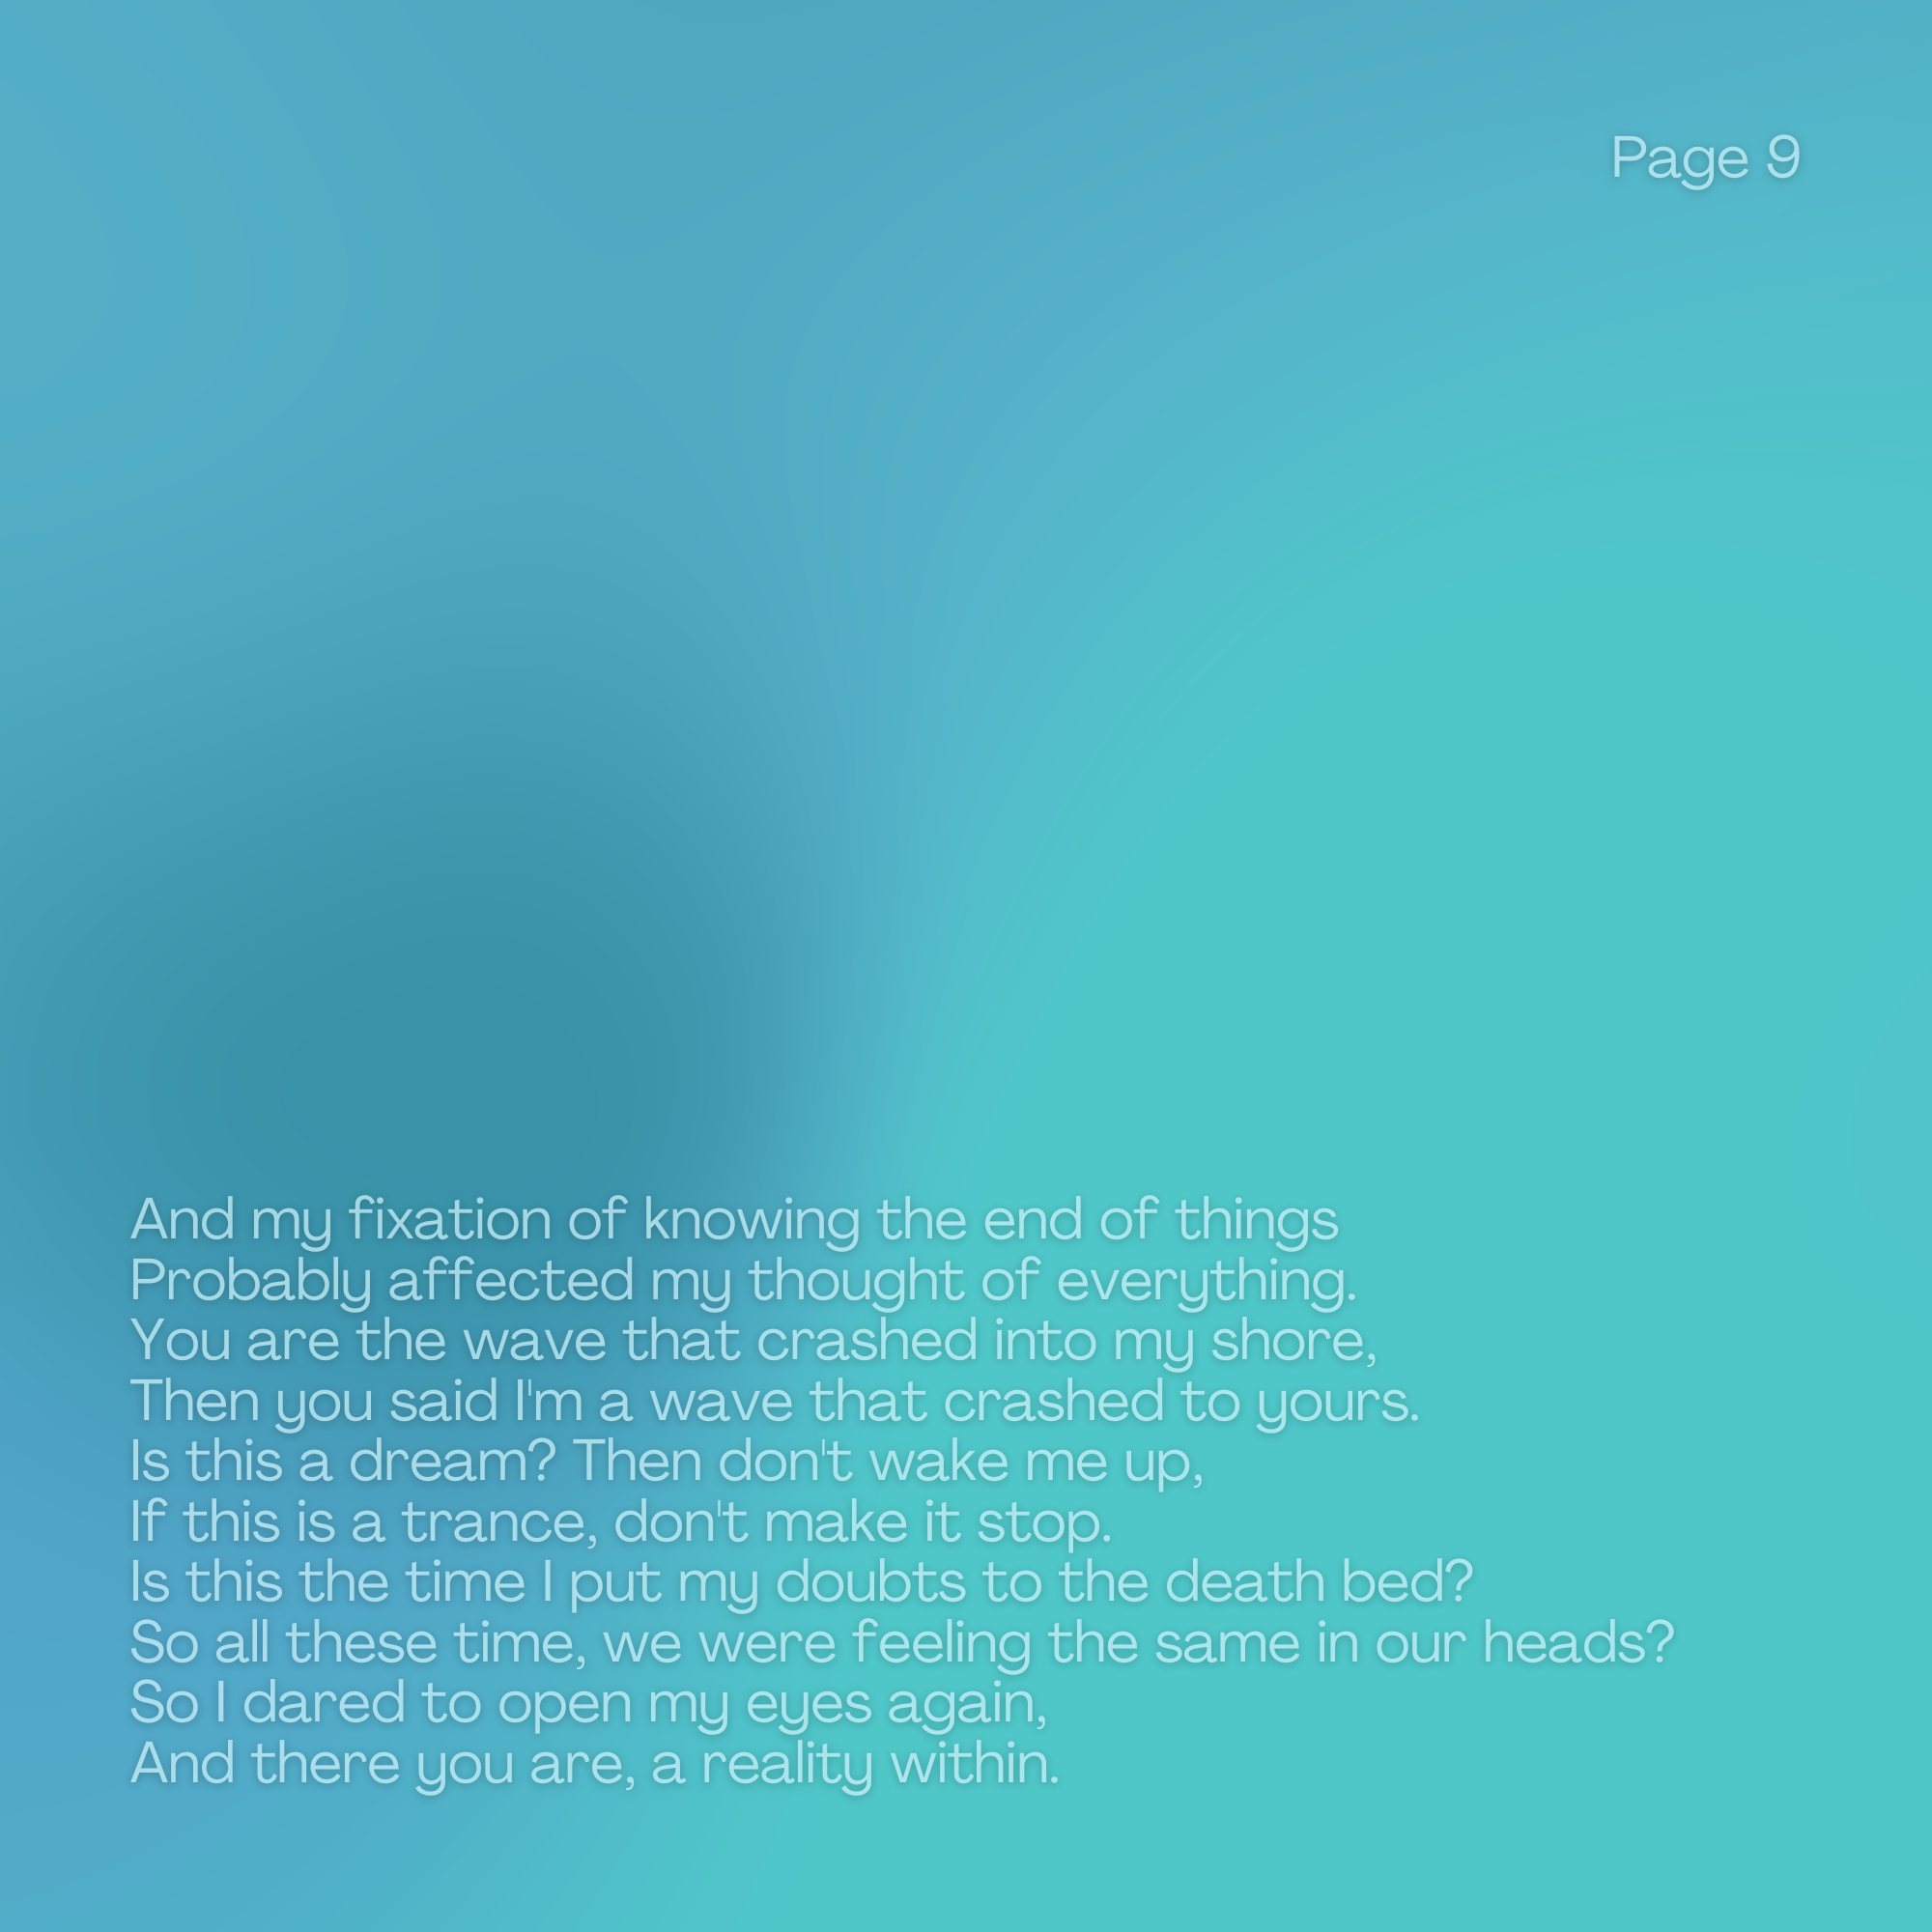 Page 9
And my fixation of knowing the end of things
Probably affected my thought of everything.
You are the wave that crashed into my shore,
Then you said I'm a wave that crashed to yours.
Is this a dream? Then don't wake me up,
If this is a trance, don't make it stop.
Is this the time I put my doubts to the death bed?
So all these time, we were feeling the same in our heads?
So I dared to open my eyes again,
And there you are, a reality within.